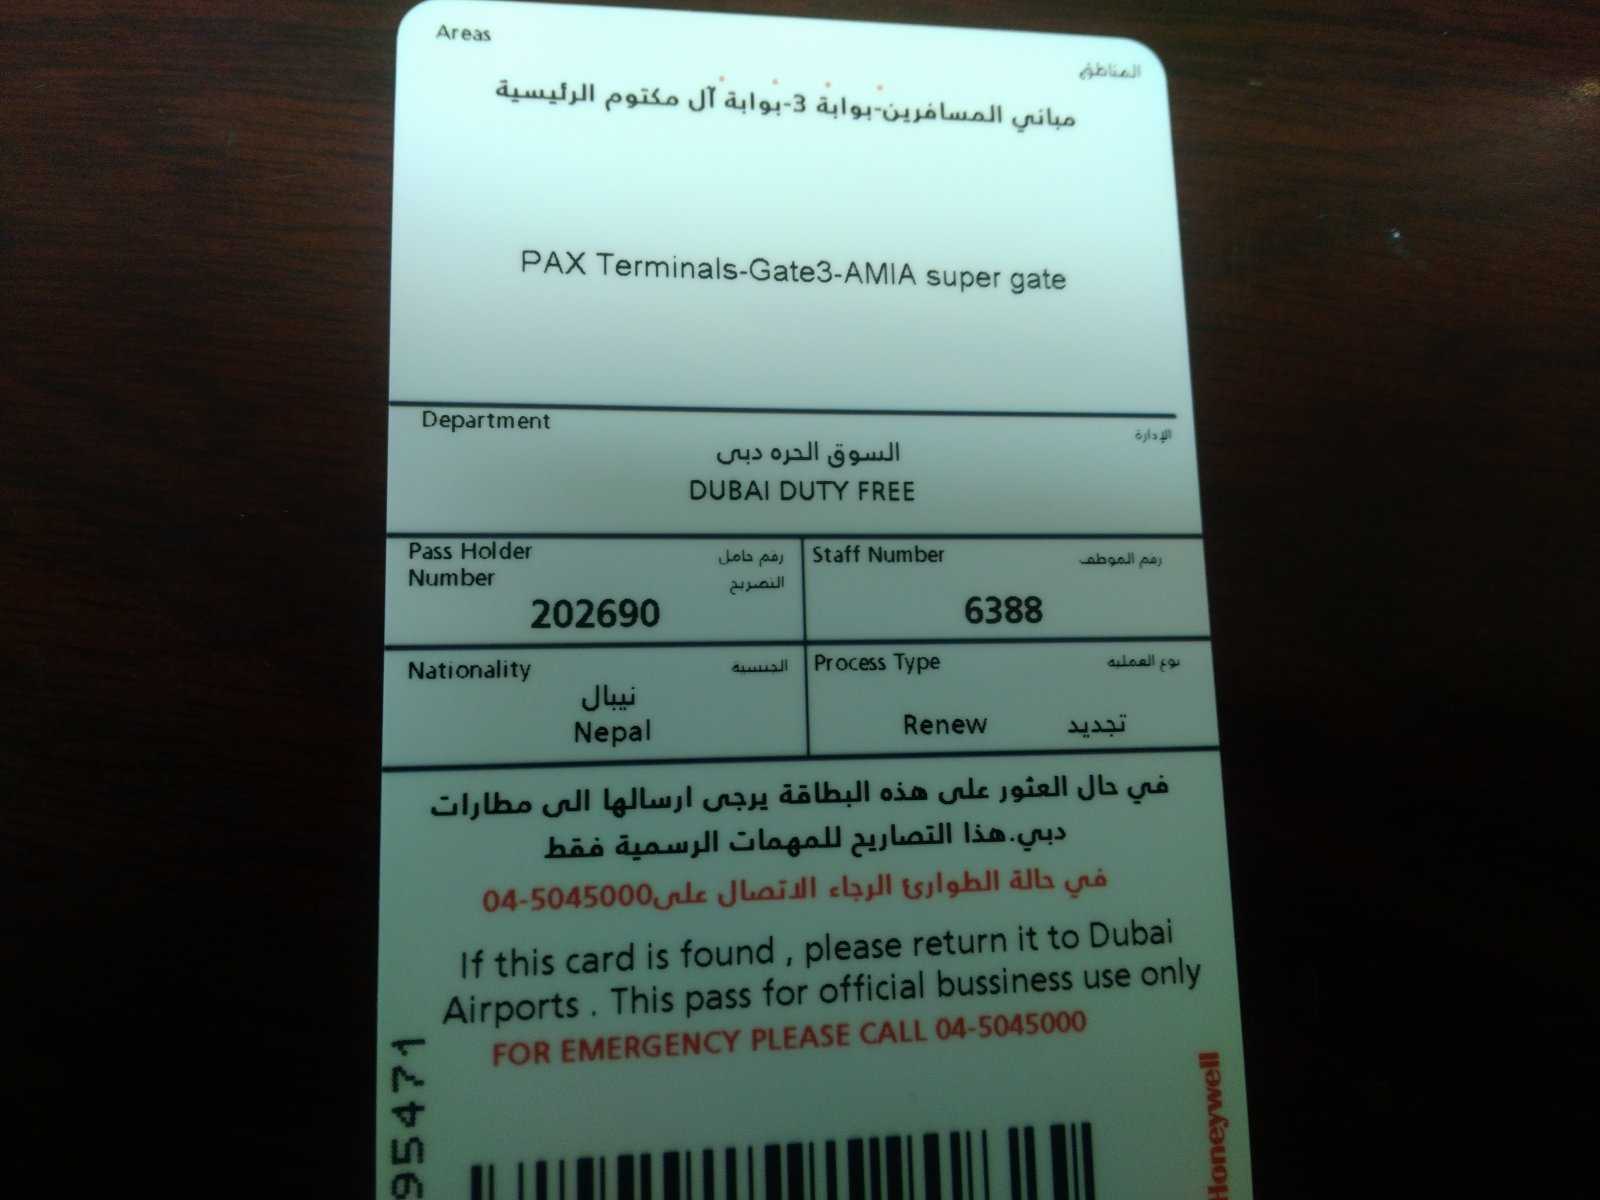 Areas
المناطق
مباني المسافرين-بوابة 3-بوابة آل مكتوم الرئيسية
PAX Terminals-Gate3-AMIA super gate
Department
الإدارة
السوق الحره دبى
DUBAI DUTY FREE
Pass Holder
Number
رقم حامل
التصريح
202690
Staff Number
رقم الموظف
6388
Nationality
الجنسية
نيبال
Nepal
Process Type
نوع العملية
Renew
تجديد
في حال العثور على هذه البطاقة يرجى ارسالها الى مطارات
دبي.هذا التصاريح للمهمات الرسمية فقط
في حالة الطوارئ الرجاء الاتصال على04-5045000
If this card is found , please return it to Dubai
Airports . This pass for official bussiness use only
FOR EMERGENCY PLEASE CALL 04-5045000
95471
Honeywell